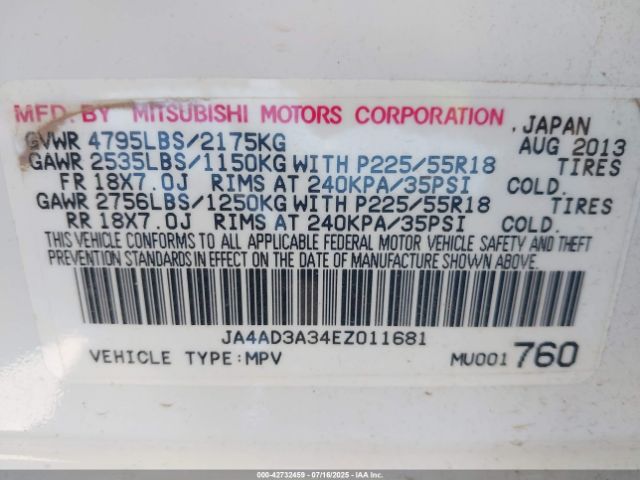 MFD. BY MITSUBISHI MOTORS CORPORATION, JAPAN
GVWR 4795LBS/2175KG AUG 2013
GAWR 2535LBS/1150KG WITH P225/55R18 TIRES
FR 18X7.0J RIMS AT 240KPA/35PSI COLD.
GAWR 2756LBS/1250KG WITH P225/55R18 TIRES
RR 18X7.0J RIMS AT 240KPA/35PSI COLD.
THIS VEHICLE CONFORMS TO ALL APPLICABLE FEDERAL MOTOR VEHICLE SAFETY AND THEFT
PREVENTION STANDARDS IN EFFECT ON THE DATE OF MANUFACTURE SHOWN ABOVE.
JA4AD3A34EZ011681
VEHICLE TYPE:MPV MU001 760
000-42732459 - 07/16/2025 - IAAI.COM